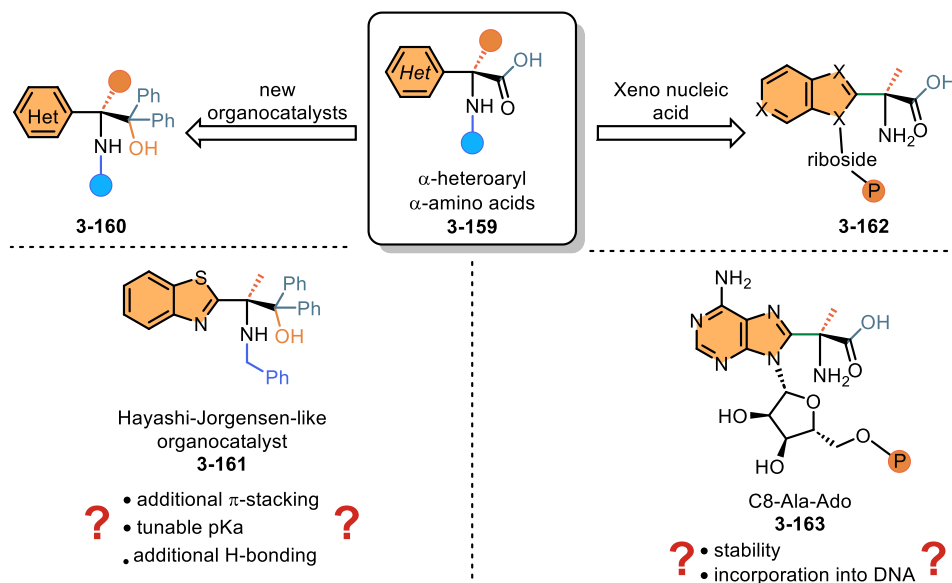 Het
Ph
Ph
NH
OH
3-160
new
organocatalysts
Het
OH
O
NH
α-heteroaryl
α-amino acids
3-159
Xeno nucleic
acid
X
X
X
OH
O
NH2
riboside
P
3-162
S
N
Ph
Ph
NH
OH
Ph
Hayashi-Jorgensen-like
organocatalyst
3-161
?
?
• additional π-stacking
• tunable pKa
• additional H-bonding
NH2
N
N
N
N
OH
O
NH2
O
HO
HO
O
P
C8-Ala-Ado
3-163
?
?
• stability
• incorporation into DNA